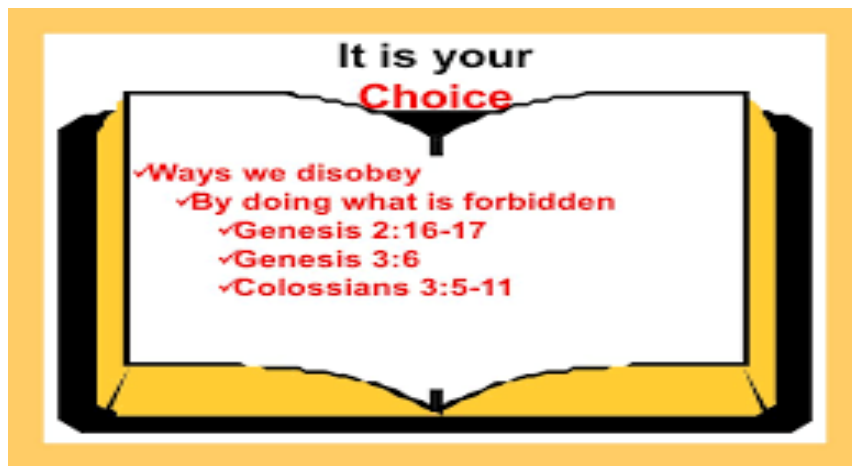 It is your
Choice
✓Ways we disobey
✓By doing what is forbidden
✓Genesis 2:16-17
✓Genesis 3:6
✓Colossians 3:5-11